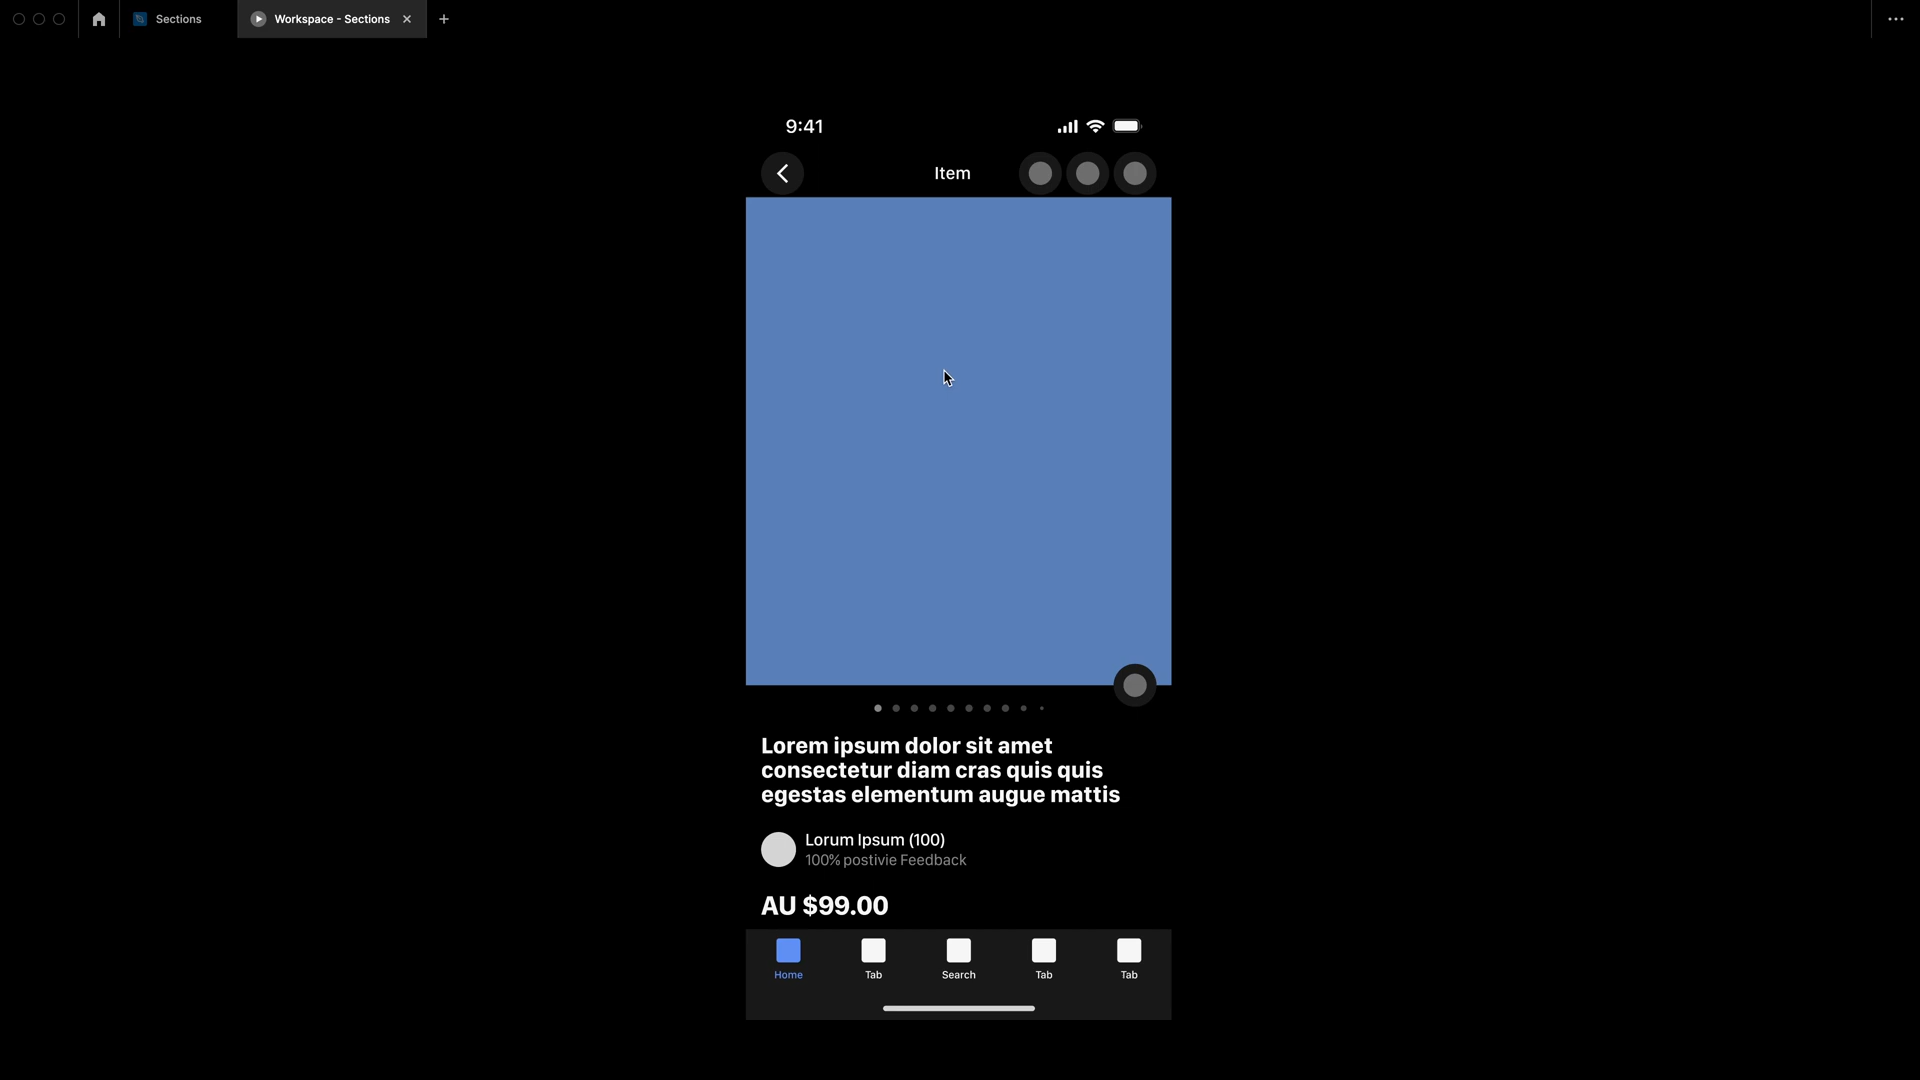 Sections
Workspace - Sections
9:41
Item
Lorem ipsum dolor sit amet
consectetur diam cras quis quis
egestas elementum augue mattis
Lorum Ipsum (100)
100% postivie Feedback
AU $99.00
Home
Tab
Search
Tab
Tab